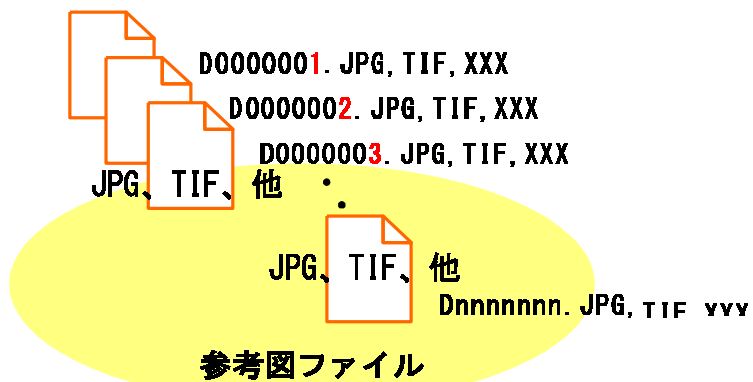 D0000001.JPG,TIF,XXX
D0000002.JPG,TIF,XXX
D0000003.JPG,TIF,XXX
JPG、TIF、他
JPG、TIF、他
Dnnnnnnn.JPG,TIF
参考図ファイル